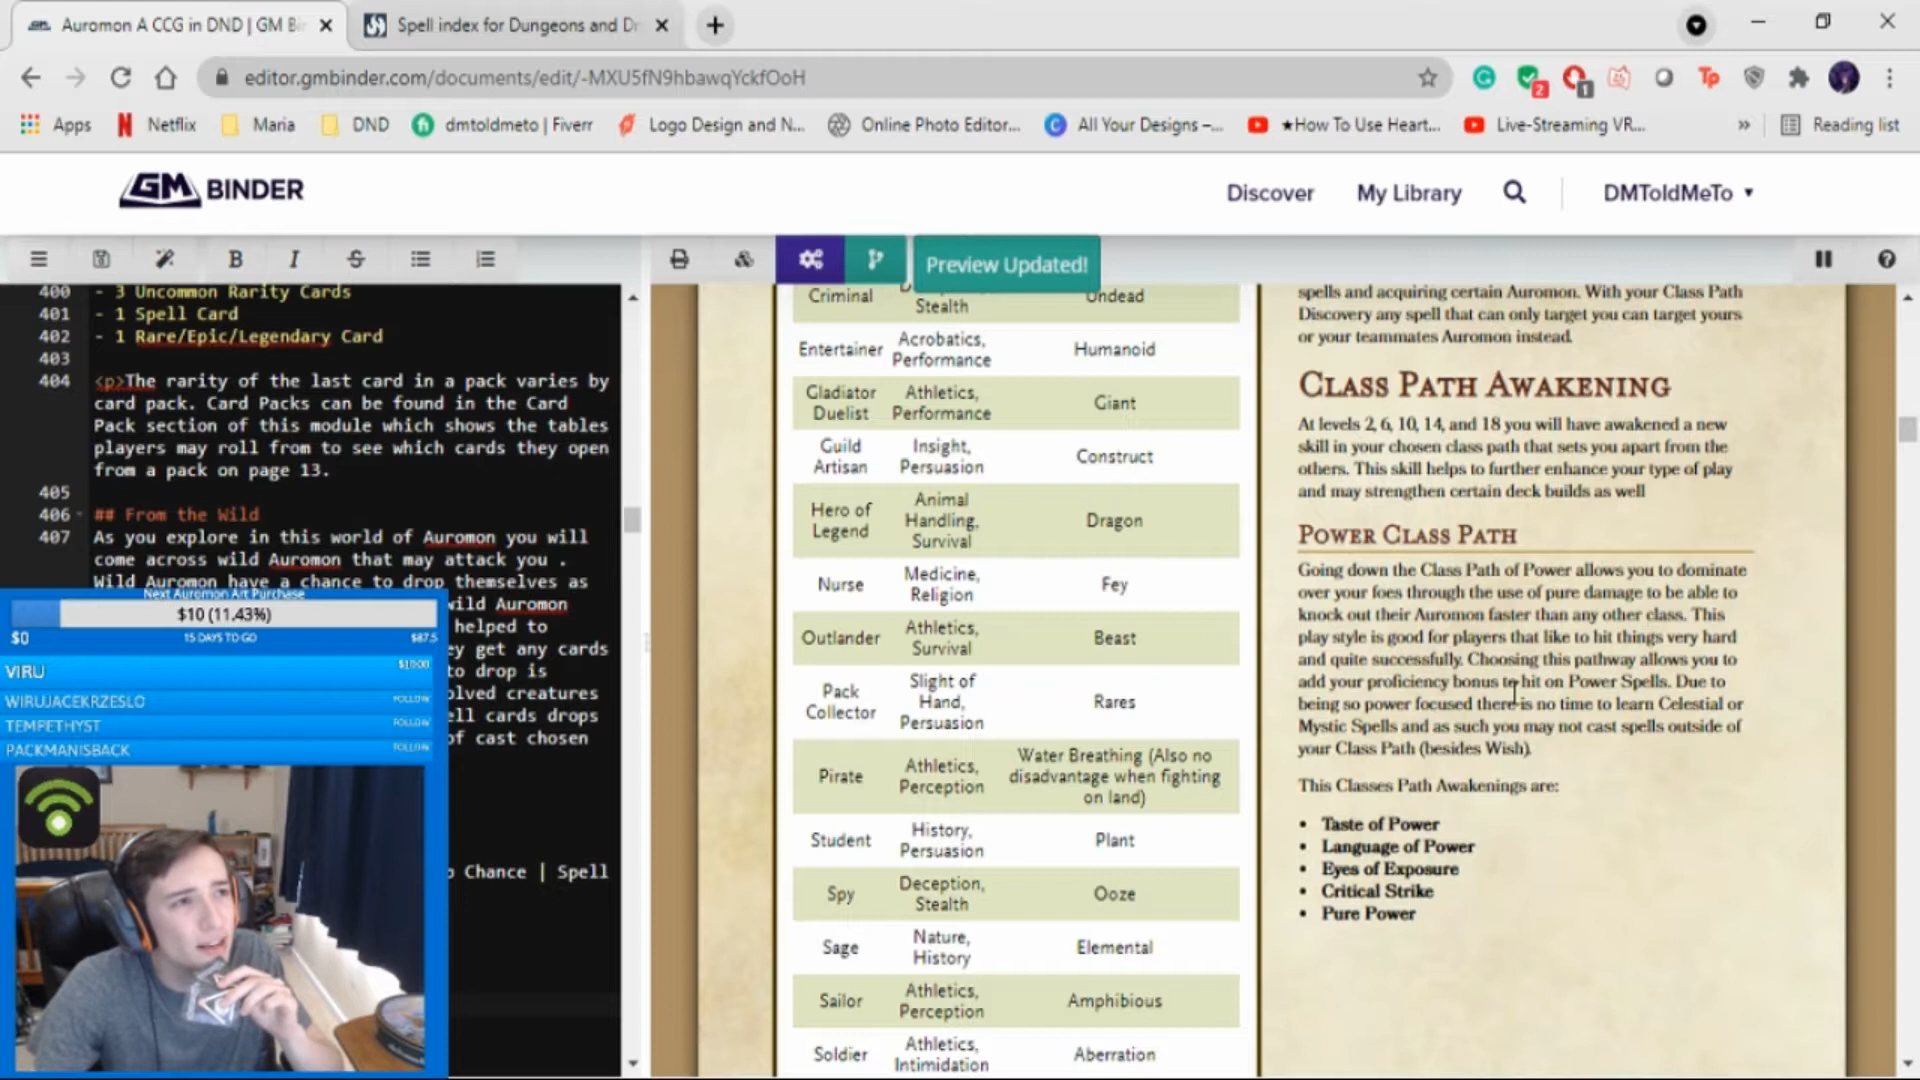 Auromon A CCG in DND | GM Bi
Spell index for Dungeons and Dr
editor.gmbinder.com/documents/edit/-MXU5fN9hbawqYckfOoH
2
1
Tp
Apps
Netflix
Maria
DND
dmtoldmeto | Fiverr
Logo Design and N...
Online Photo Editor...
All Your Designs –...
★How To Use Heart...
Live-Streaming VR...
»
Reading list
GM BINDER
Discover
My Library
DMToldMeTo
B
I
S
Preview Updated!
400 - 3 Uncommon Rarity Cards
401 - 1 Spell Card
402 - 1 Rare/Epic/Legendary Card
403
404 <p>The rarity of the last card in a pack varies by
card pack. Card Packs can be found in the Card
Pack section of this module which shows the tables
players may roll from to see which cards they open
from a pack on page 13.
405
406 ## From the Wild
407 As you explore in this world of Auromon you will
come across wild Auromon that may attack you .
Wild Auromon have a chance to drop themselves as
wild Auromon
helped to
ey get any cards
to drop is
olved creatures
ell cards drops
of cast chosen
Chance | Spell
Next Auromon Art Purchase
$10 (11.43%)
$0
15 DAYS TO GO
$87.5
VIRU
$10.00
WIRUJACEKRZESLO
FOLLOW
TEMPETHYST
FOLLOW
PACKMANISBACK
FOLLOW
Criminal
Stealth
Undead
Entertainer
Acrobatics,
Performance
Humanoid
Gladiator
Duelist
Athletics,
Performance
Giant
Guild
Artisan
Insight,
Persuasion
Construct
Hero of
Legend
Animal
Handling,
Survival
Dragon
Nurse
Medicine,
Religion
Fey
Outlander
Athletics,
Survival
Beast
Pack
Collector
Slight of
Hand,
Persuasion
Rares
Pirate
Athletics,
Perception
Water Breathing (Also no
disadvantage when fighting
on land)
Student
History,
Persuasion
Plant
Spy
Deception,
Stealth
Ooze
Sage
Nature,
History
Elemental
Sailor
Athletics,
Perception
Amphibious
Soldier
Athletics,
Intimidation
Aberration
spells and acquiring certain Auromon. With your Class Path
Discovery any spell that can only target you can target yours
or your teammates Auromon instead.
Class Path Awakening
At levels 2, 6, 10, 14, and 18 you will have awakened a new
skill in your chosen class path that sets you apart from the
others. This skill helps to further enhance your type of play
and may strengthen certain deck builds as well
Power Class Path
Going down the Class Path of Power allows you to dominate
over your foes through the use of pure damage to be able to
knock out their Auromon faster than any other class. This
play style is good for players that like to hit things very hard
and quite successfully. Choosing this pathway allows you to
add your proficiency bonus to hit on Power Spells. Due to
being so power focused there is no time to learn Celestial or
Mystic Spells and as such you may not cast spells outside of
your Class Path (besides Wish).
This Classes Path Awakenings are:
• Taste of Power
• Language of Power
• Eyes of Exposure
• Critical Strike
• Pure Power